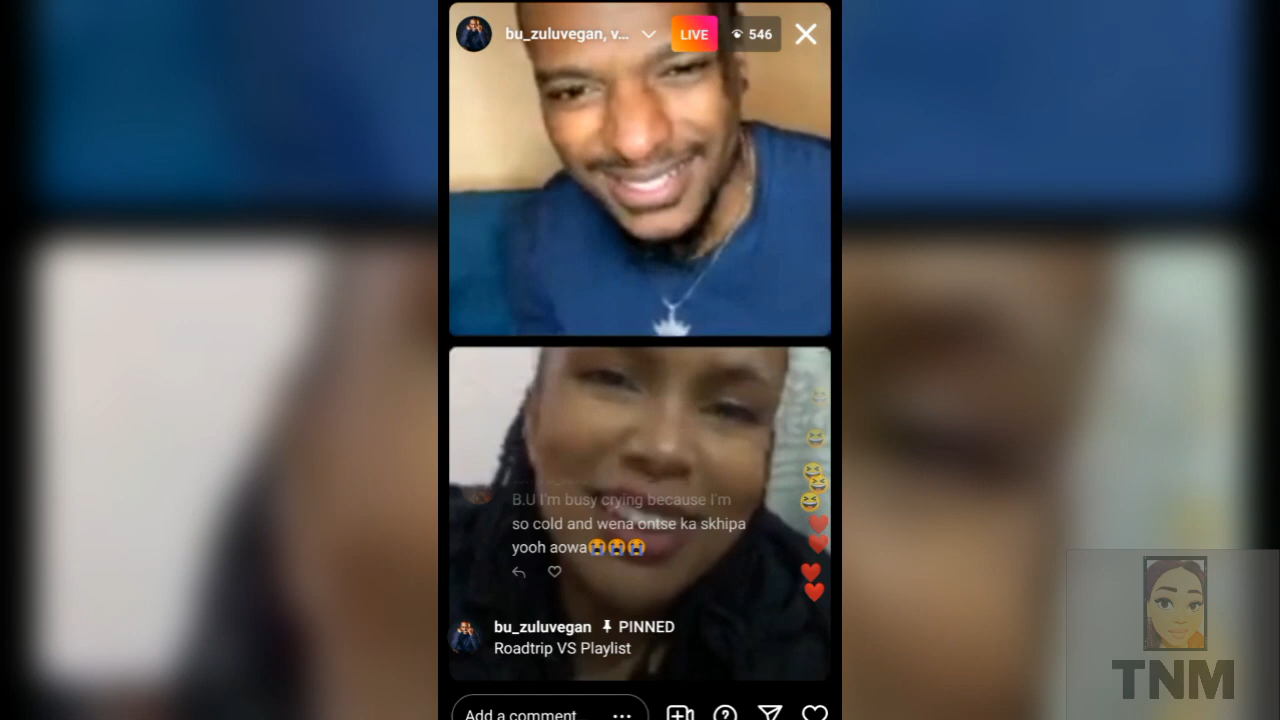 bu_zuluvegan, v...
LIVE
546
B.U I'm busy crying because I'm
so cold and wena ontse ka skhipa
yooh aowa😭😭😭
bu_zuluvegan PINNED
Roadtrip VS Playlist
Add a comment...
TNM